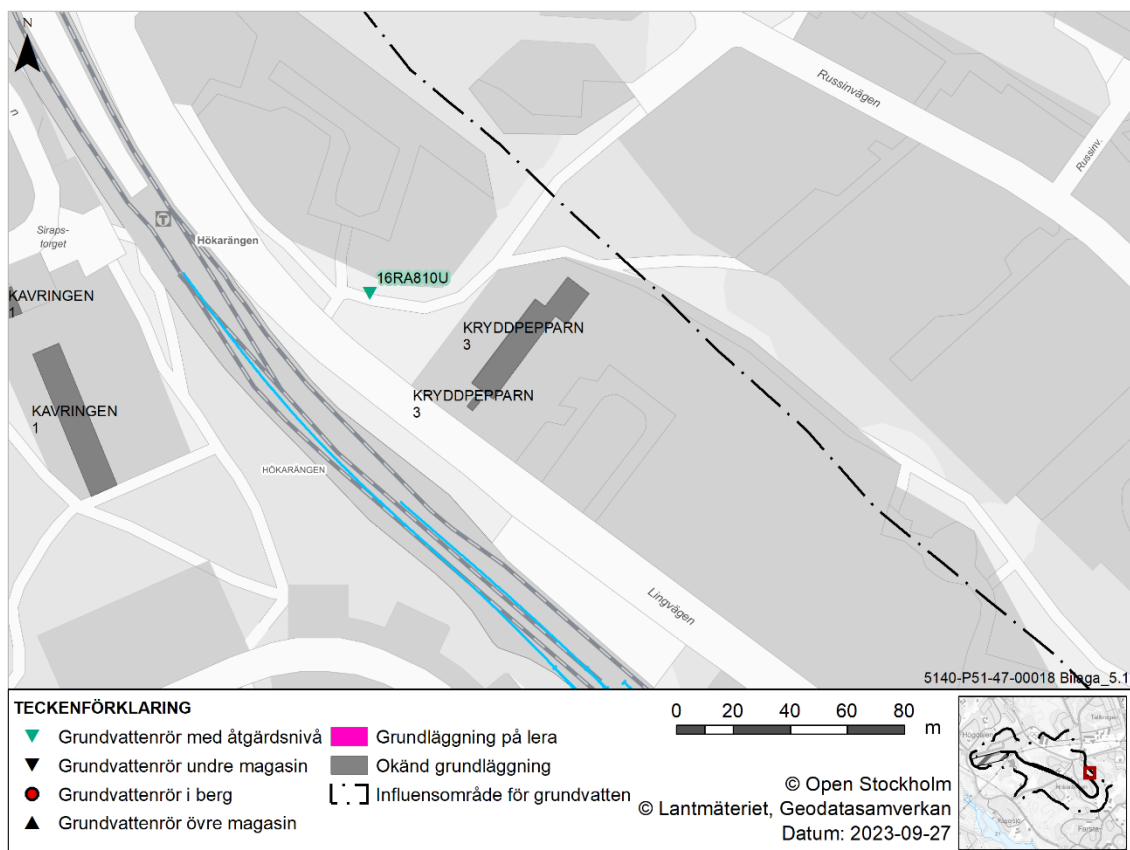 N
Russinvägen
Russinv.
n
Siraps-
torget
T
Hökarängen
16RA810U
KAVRINGEN
1
KRYDDPEPPARN
3
KRYDDPEPPARN
3
KAVRINGEN
1
HÖKARÄNGEN
Lingvägen
5140-P51-47-00018 Bilaga_5.1
TECKENFÖRKLARING
Grundvattenrör med åtgärdsnivå
Grundvattenrör undre magasin
Grundvattenrör i berg
Grundvattenrör övre magasin
Grundläggning på lera
Okänd grundläggning
Influensområde för grundvatten
0 20 40 60 80
m
© Open Stockholm
© Lantmäteriet, Geodatasamverkan
Datum: 2023-09-27
Farsta